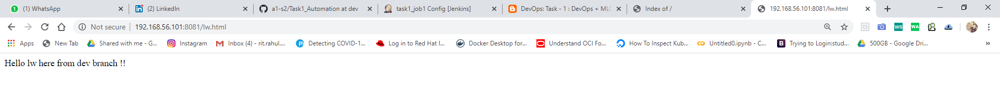 (1) WhatsApp
(2) LinkedIn
a1-s2/Task1_Automation at dev
task1_job1 Config [Jenkins]
DevOps: Task - 1 : DevOps + MLO
Index of /
192.168.56.101:8081/lw.html
Not secure 192.168.56.101:8081/lw.html
Apps New Tab Shared with me - G... Instagram Inbox (4) - rit.rahul.... Detecting COVID-1... Log in to Red Hat I... Docker Desktop for... Understand OCI Fo... How To Inspect Kub... Untitled0.ipynb - C... Trying to Login:stud... 500GB - Google Dri...
Hello lw here from dev branch !!